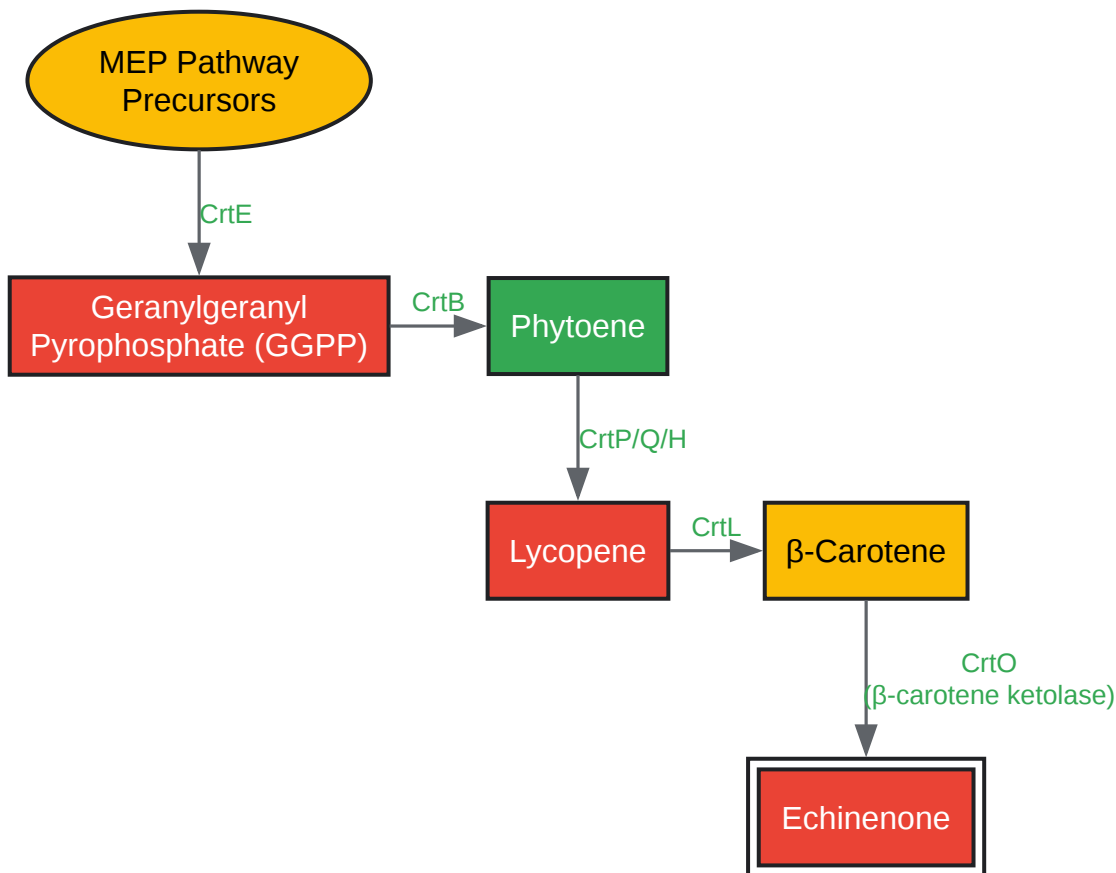 MEP Pathway
Precursors
CrtE
Geranylgeranyl
Pyrophosphate (GGPP)
CrtB
Phytoene
CrtP/Q/H
Lycopene
CrtL
β-Carotene
CrtO
(β-carotene ketolase)
Echinenone